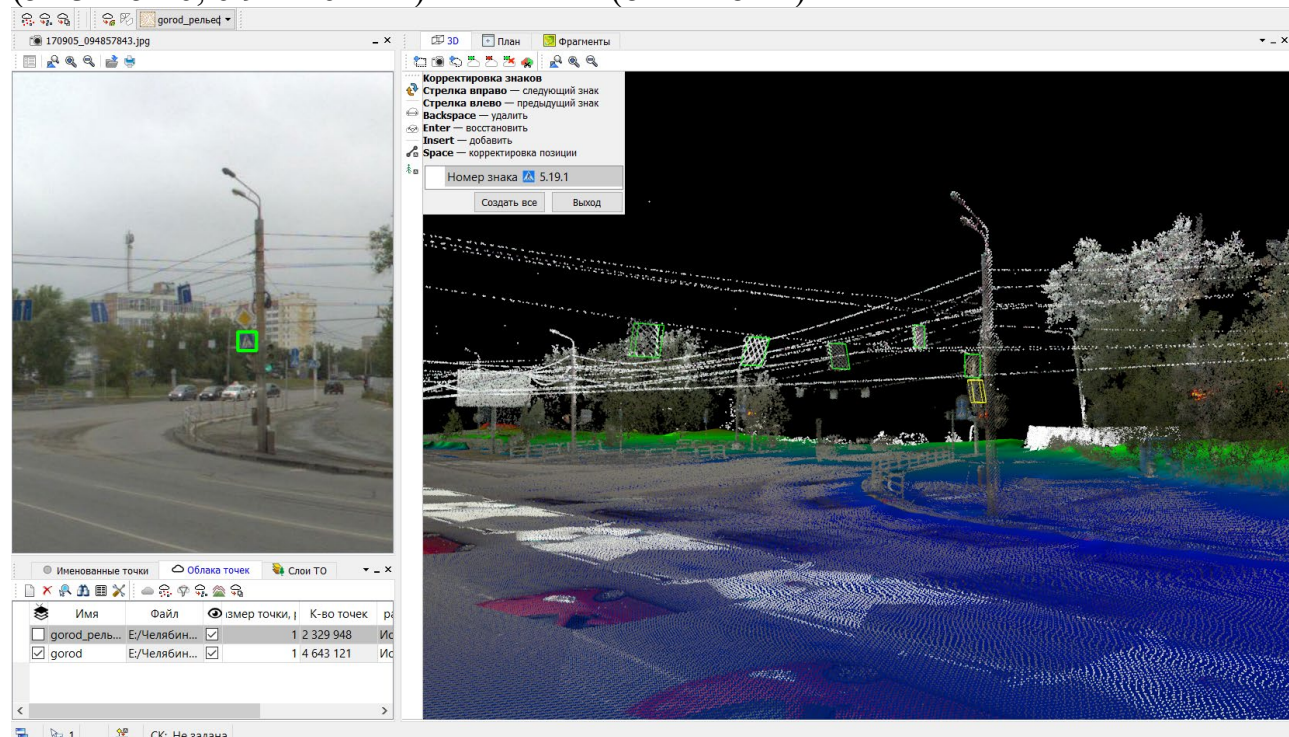 gorod_рельеф
170905_094857843.jpg
3D План Фрагменты
Корректировка знаков
Стрелка вправо — следующий знак
Стрелка влево — предыдущий знак
Backspace — удалить
Enter — восстановить
Insert — добавить
Space — корректировка позиции
Номер знака 5.19.1
Создать все Выход
Именованные точки Облака точек Слои ТО
Имя Файл змер точки, К-во точек
gorod_рель... E:/Челябин... 1 2 329 948 Ис
gorod E:/Челябин... 1 4 643 121 Ис
1 СК: Не задана